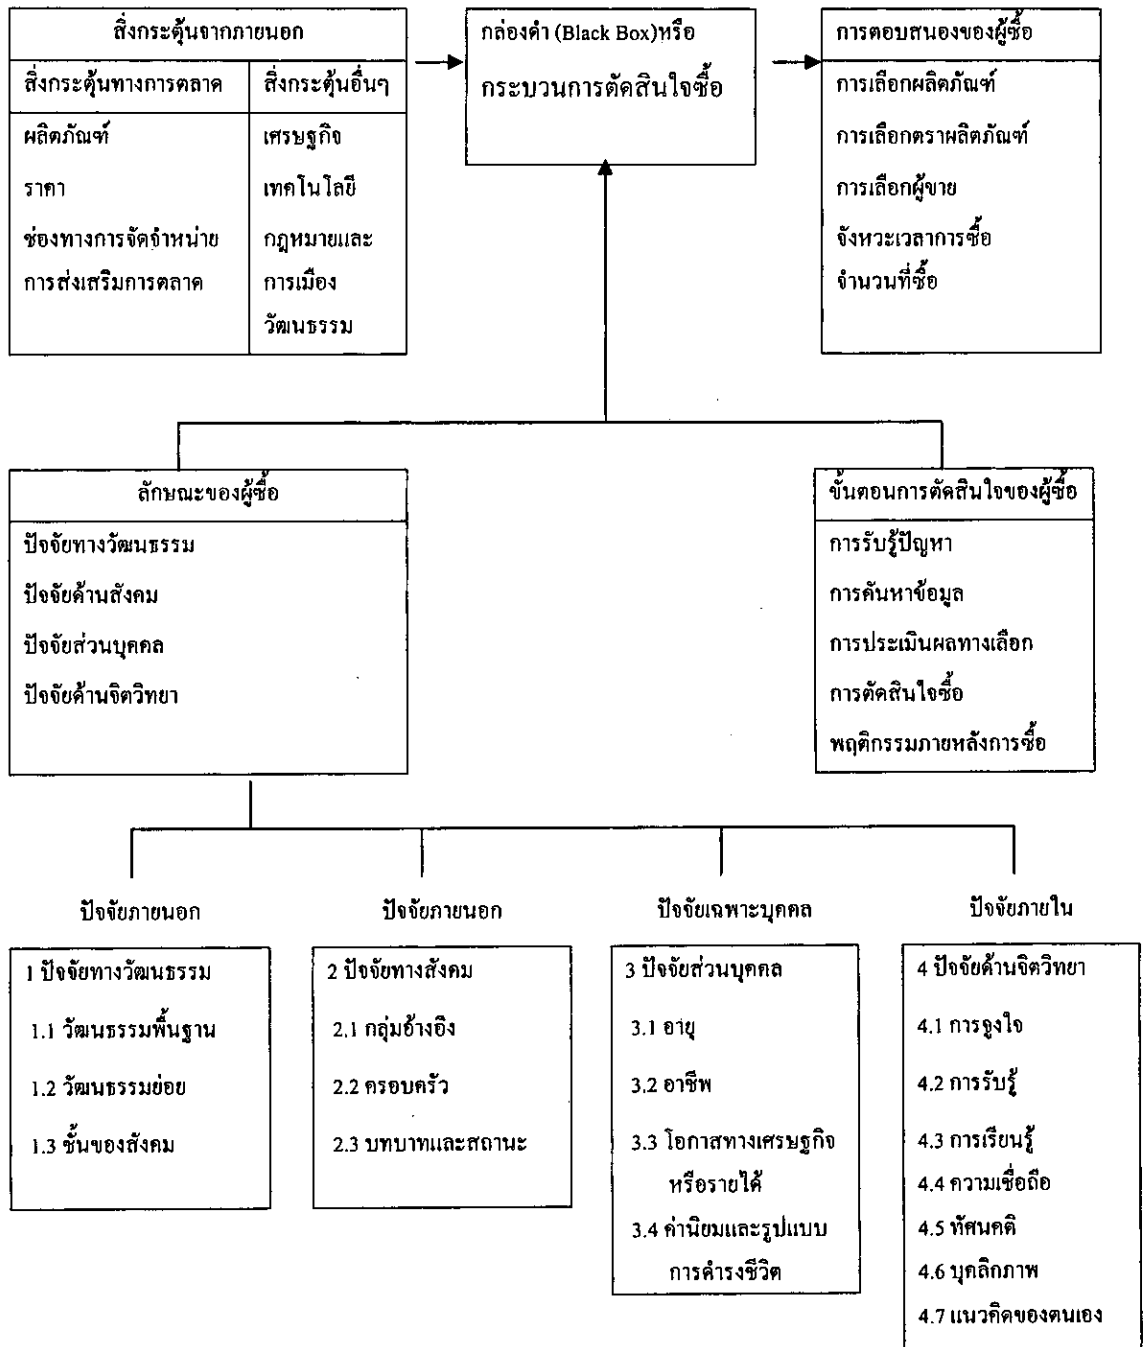 สิ่งกระตุ้นจากภายนอก
สิ่งกระตุ้นทางการตลาด
ผลิตภัณฑ์
ราคา
ช่องทางการจัดจำหน่าย
การส่งเสริมการตลาด
สิ่งกระตุ้นอื่นๆ
เศรษฐกิจ
เทคโนโลยี
กฎหมายและ
การเมือง
วัฒนธรรม
กล่องดำ (Black Box)หรือ
กระบวนการตัดสินใจซื้อ
การตอบสนองของผู้ซื้อ
การเลือกผลิตภัณฑ์
การเลือกตราผลิตภัณฑ์
การเลือกผู้ขาย
จังหวะเวลาการซื้อ
จำนวนที่ซื้อ
ลักษณะของผู้ซื้อ
ปัจจัยทางวัฒนธรรม
ปัจจัยด้านสังคม
ปัจจัยส่วนบุคคล
ปัจจัยด้านจิตวิทยา
ขั้นตอนการตัดสินใจของผู้ซื้อ
การรับรู้ปัญหา
การค้นหาข้อมูล
การประเมินผลทางเลือก
การตัดสินใจซื้อ
พฤติกรรมภายหลังการซื้อ
ปัจจัยภายนอก
1 ปัจจัยทางวัฒนธรรม
1.1 วัฒนธรรมพื้นฐาน
1.2 วัฒนธรรมย่อย
1.3 ชั้นของสังคม
ปัจจัยภายนอก
2 ปัจจัยทางสังคม
2.1 กลุ่มอ้างอิง
2.2 ครอบครัว
2.3 บทบาทและสถานะ
ปัจจัยเฉพาะบุคคล
3 ปัจจัยส่วนบุคคล
3.1 อายุ
3.2 อาชีพ
3.3 โอกาสทางเศรษฐกิจ
หรือรายได้
3.4 ค่านิยมและรูปแบบ
การดำรงชีวิต
ปัจจัยภายใน
4 ปัจจัยด้านจิตวิทยา
4.1 การจูงใจ
4.2 การรับรู้
4.3 การเรียนรู้
4.4 ความเชื่อถือ
4.5 ทัศนคติ
4.6 บุคลิกภาพ
4.7 แนวคิดของตนเอง